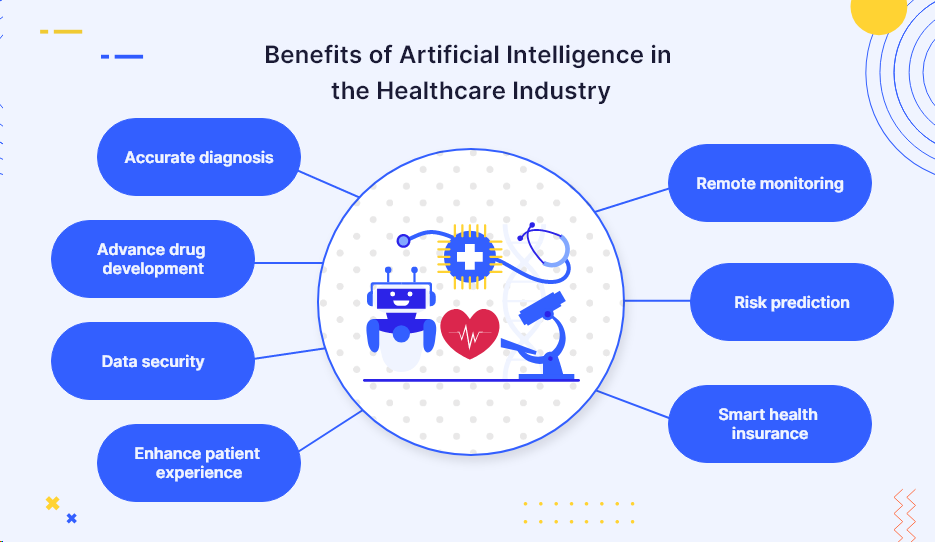 Benefits of Artificial Intelligence in
the Healthcare Industry
Accurate diagnosis
Advance drug
development
Data security
Enhance patient
experience
Remote monitoring
Risk prediction
Smart health
insurance